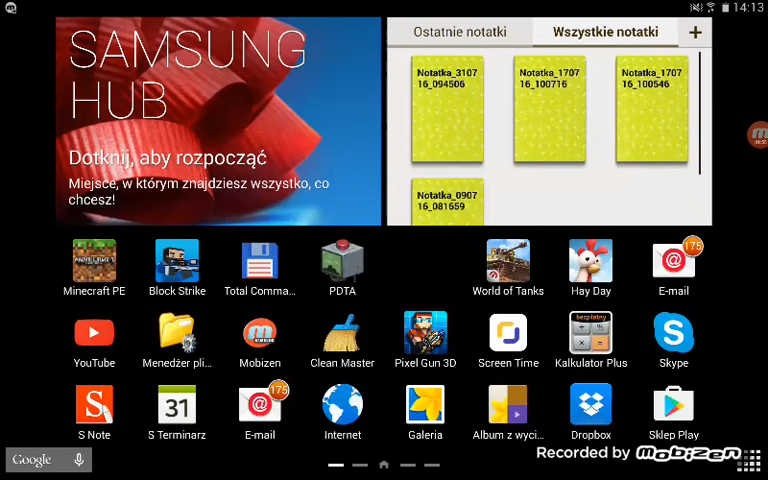 14:13
SAMSUNG
HUB
Dotknij, aby rozpocząć
Miejsce, w którym znajdziesz wszystko, co
chcesz!
Ostatnie notatki
Wszystkie notatki
+
Notatka_3107
16_094506
Notatka_1707
16_100716
Notatka_1707
16_100546
Notatka_0907
16_081659
Minecraft PE
Block Strike
Total Comma...
PDTA
World of Tanks
Hay Day
175
E-mail
YouTube
Menedżer pli...
Mobizen
Clean Master
Pixel Gun 3D
Screen Time
bezpłatny
Kalkulator Plus
Skype
31
175
S Note
S Terminarz
E-mail
Internet
Galeria
Album z wyci...
Dropbox
Sklep Play
Google
Recorded by mobizen